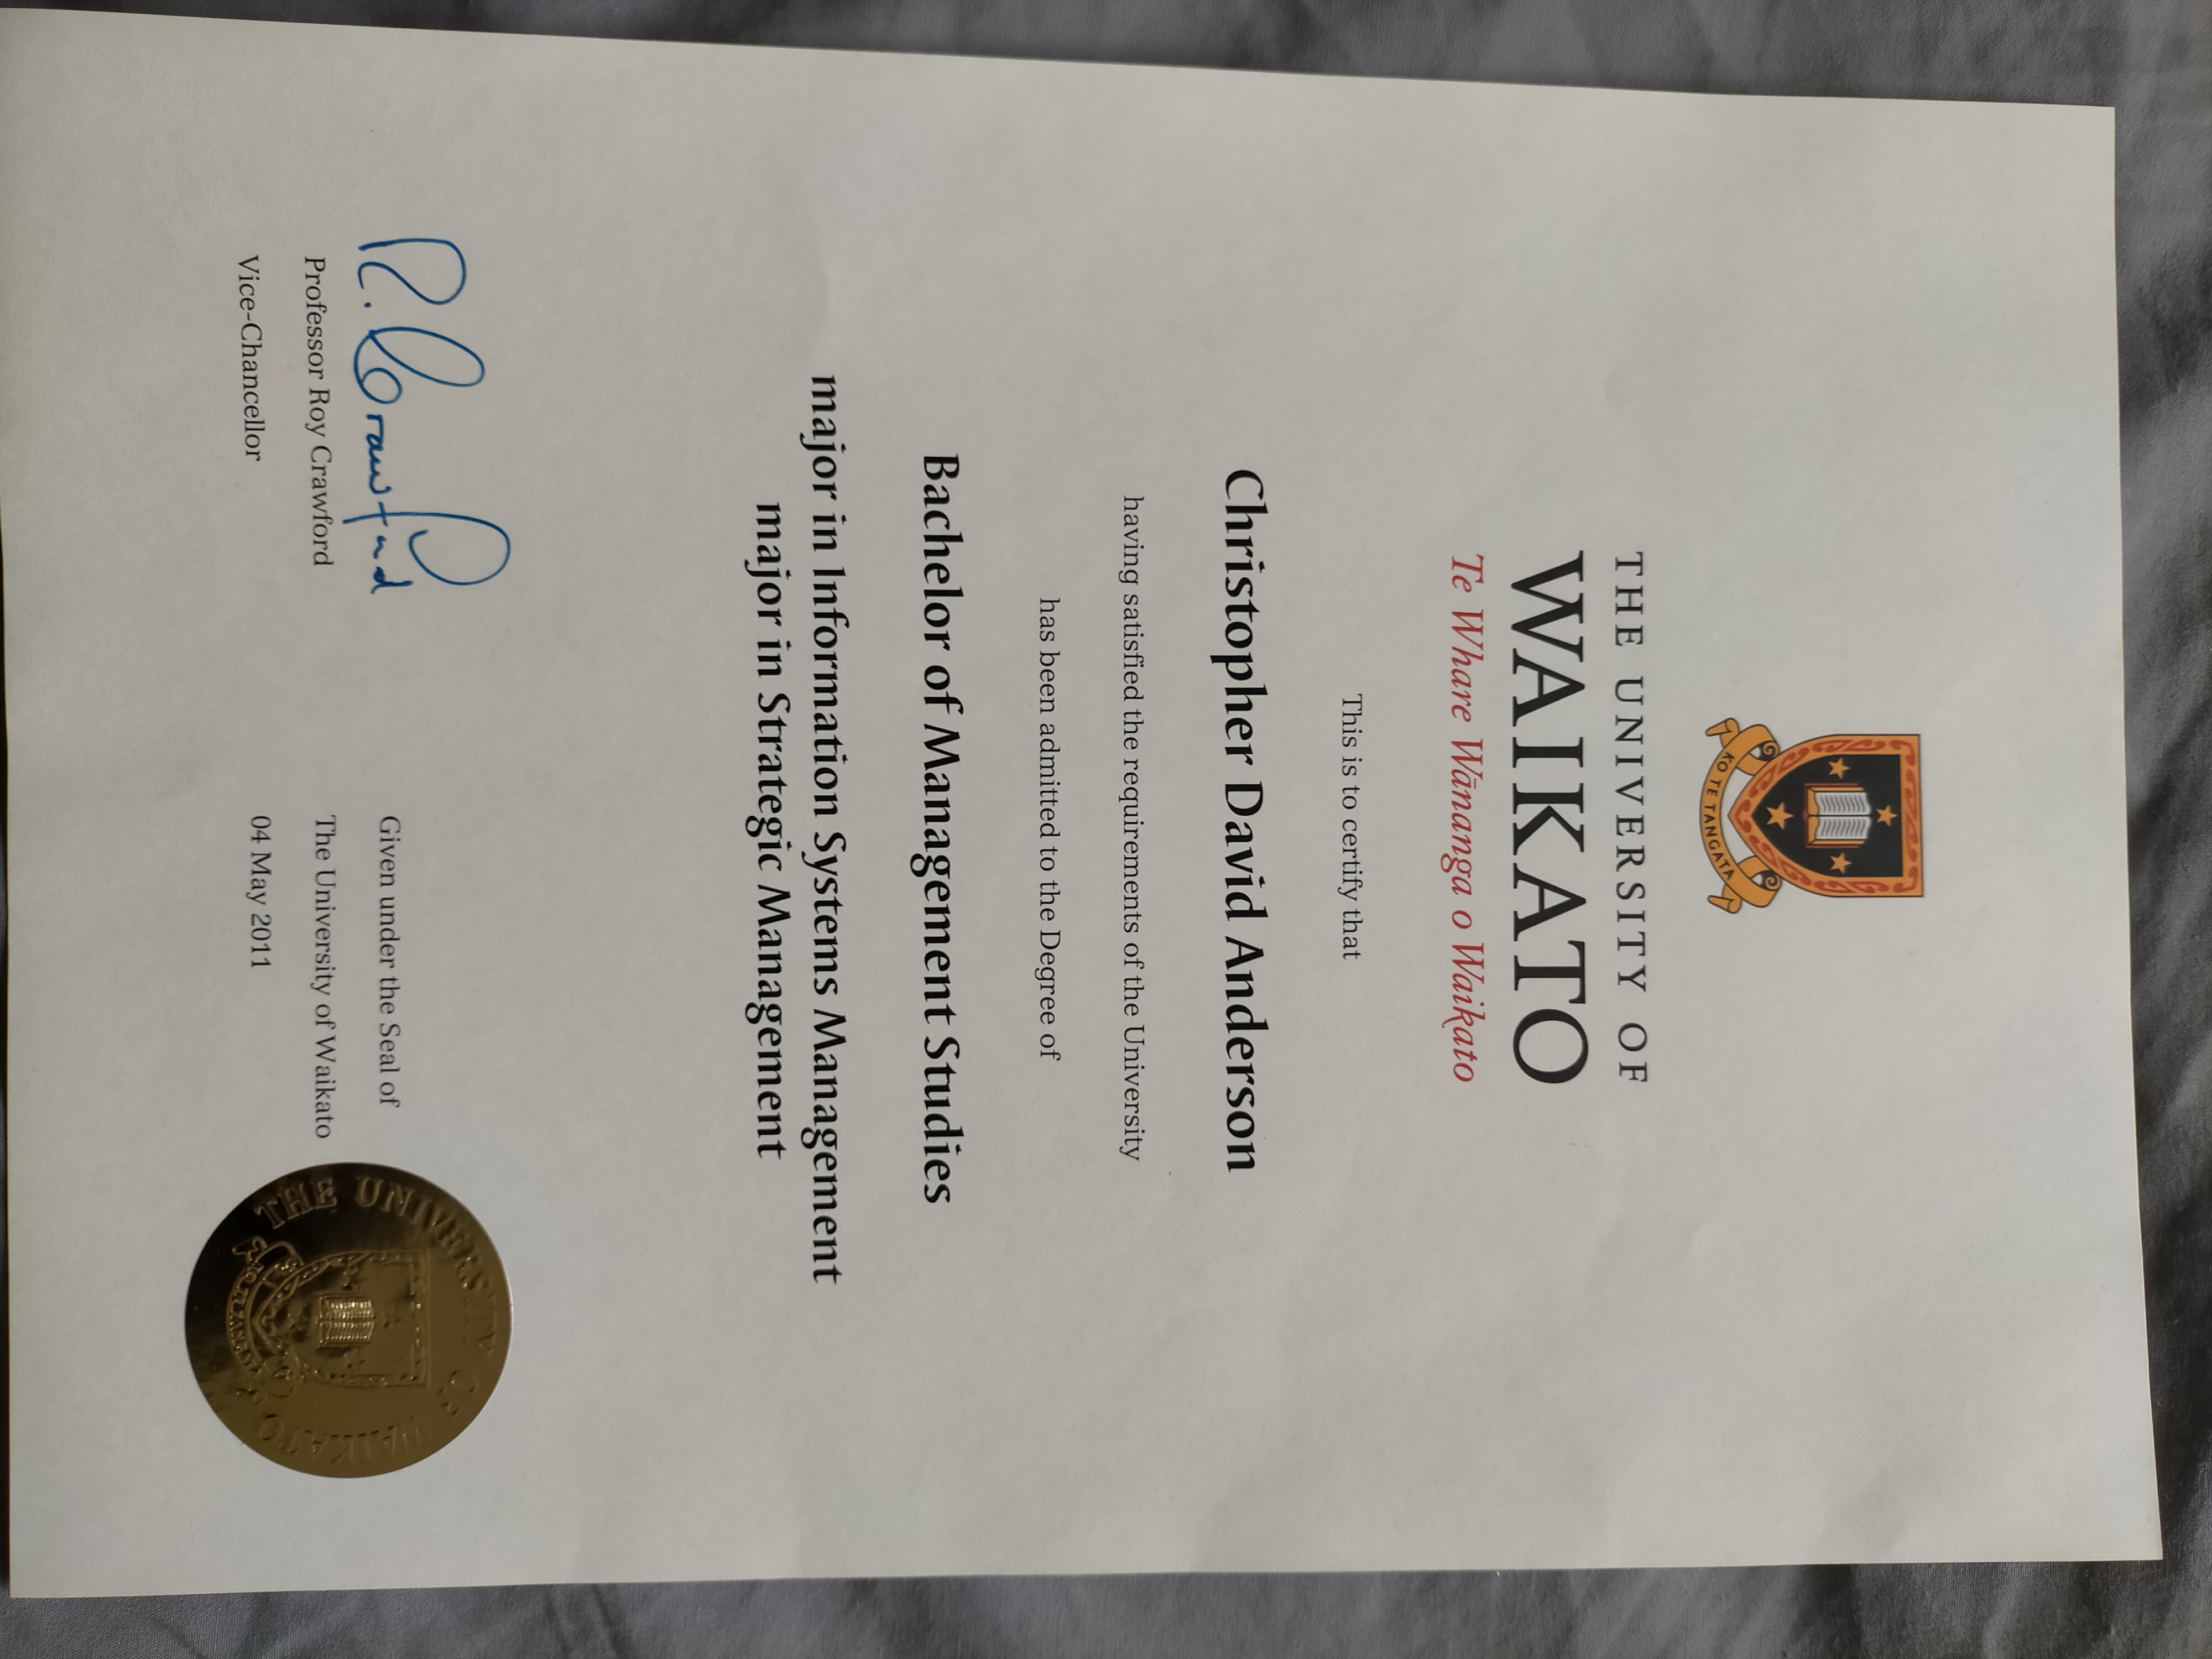 KO TE TANGATA
THE UNIVERSITY OF
WAIKATO
Te Whare Wānanga o Waikato
This is to certify that
Christopher David Anderson
having satisfied the requirements of the University
has been admitted to the Degree of
Bachelor of Management Studies
major in Information Systems Management
major in Strategic Management
R. Crawford
Professor Roy Crawford
Vice-Chancellor
Given under the Seal of
The University of Waikato
04 May 2011
THE UNIVERSITY OF WAIKATO
KO TE TANGATA